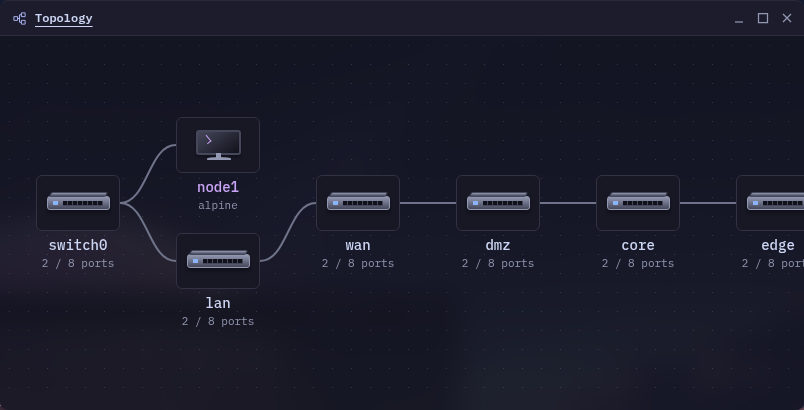 Topology
node1
alpine
switch0
2 / 8 ports
lan
2 / 8 ports
wan
2 / 8 ports
dmz
2 / 8 ports
core
2 / 8 ports
edge
2 / 8 port